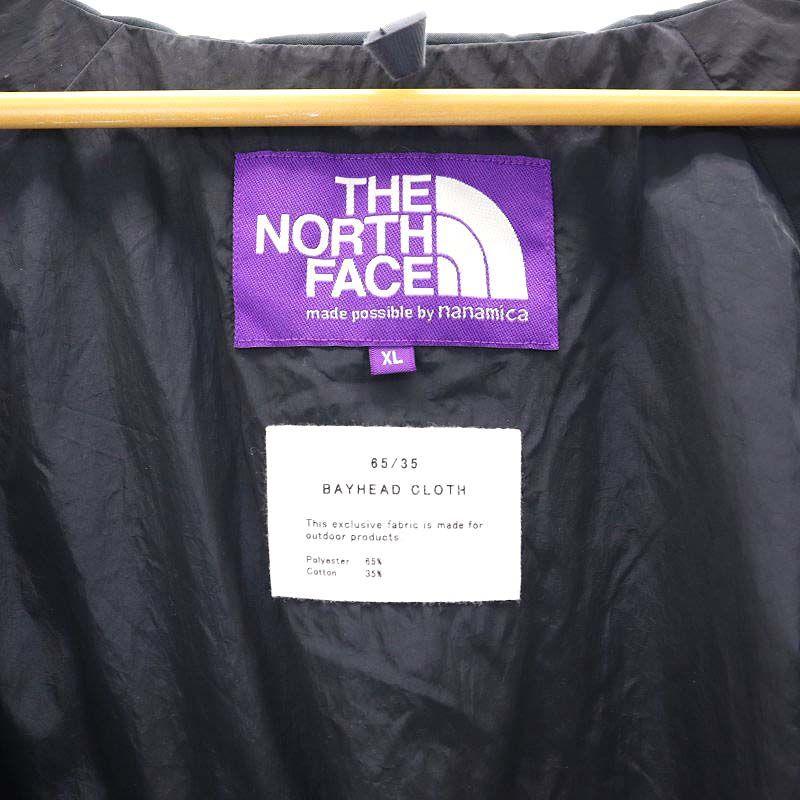 THE
NORTH
FACE
made possible by nanamica
XL
65/35
BAYHEAD CLOTH
This exclusive fabric is made for
outdoor products
Polyester 65%
Cotton 35%